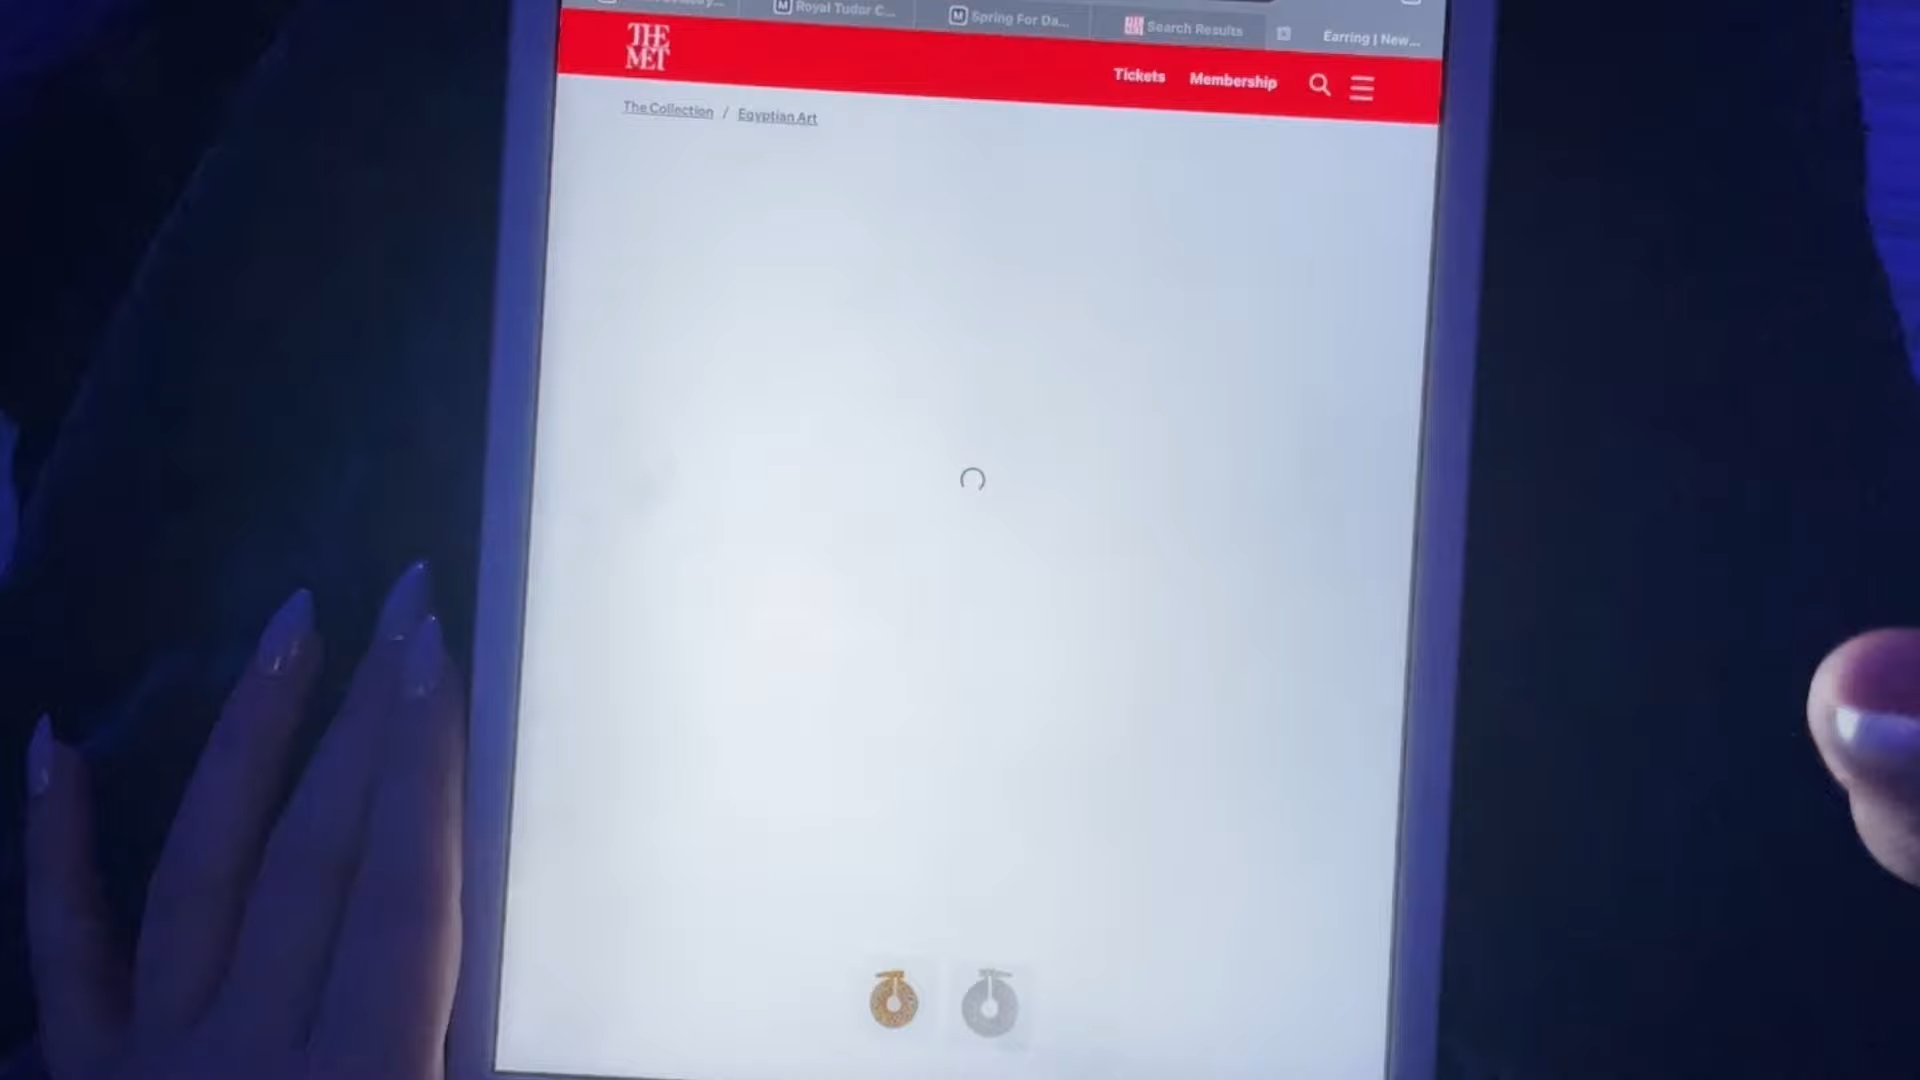 Royal Tudor C...
Spring For Da...
Search Results
Earring | New...
THE
MET
Tickets
Membership
The Collection / Egyptian Art